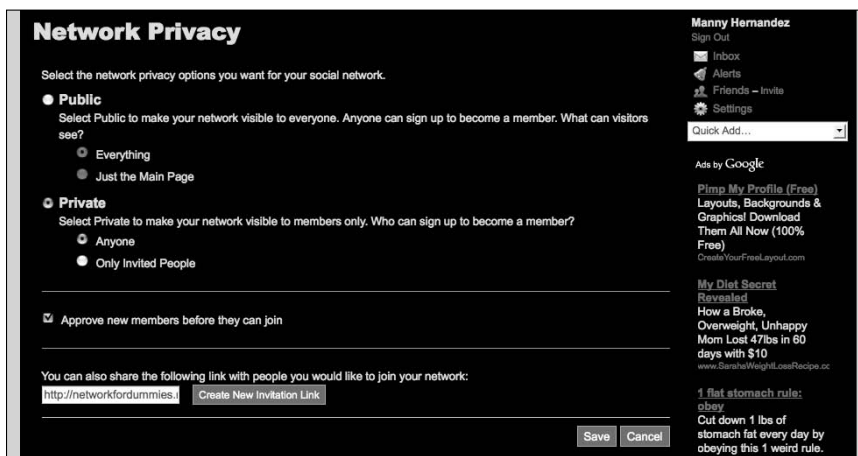 Network Privacy
Select the network privacy options you want for your social network.
Public
Select Public to make your network visible to everyone. Anyone can sign up to become a member. What can visitors
see?
Everything
Just the Main Page
Private
Select Private to make your network visible to members only. Who can sign up to become a member?
Anyone
Only Invited People
Approve new members before they can join
You can also share the following link with people you would like to join your network:
http://networkfordummies.
Create New Invitation Link
Save
Cancel
Manny Hernandez
Sign Out
Inbox
Alerts
Friends – Invite
Settings
Quick Add...
Ads by Google
Pimp My Profile (Free)
Layouts, Backgrounds &
Graphics! Download
Them All Now (100%
Free)
CreateYourFreeLayout.com
My Diet Secret
Revealed
How a Broke,
Overweight, Unhappy
Mom Lost 47lbs in 60
days with $10
www.SarahsWeightLossRecipe.cc
1 flat stomach rule:
obey
Cut down 1 lbs of
stomach fat every day by
obeying this 1 weird rule.